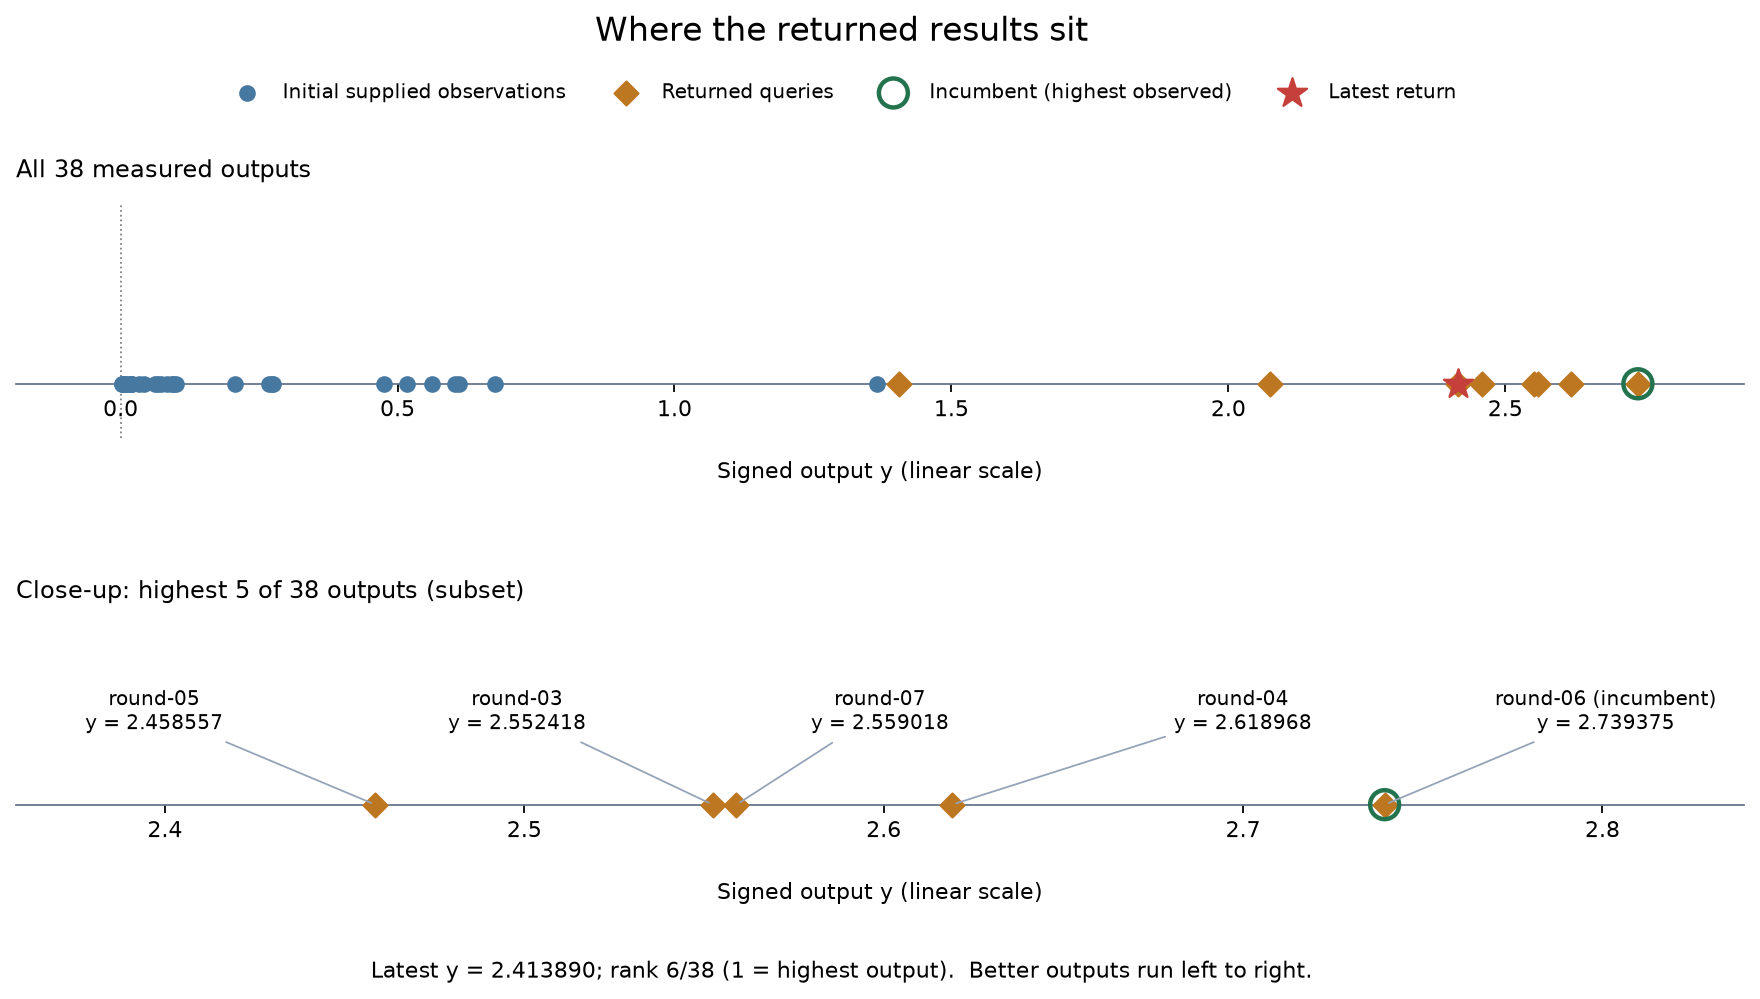 Where the returned results sit
Initial supplied observations
Returned queries
Incumbent (highest observed)
Latest return
All 38 measured outputs
0.0 0.5 1.0 1.5 2.0 2.5
Signed output y (linear scale)
Close-up: highest 5 of 38 outputs (subset)
round-05
y = 2.458557
round-03
y = 2.552418
round-07
y = 2.559018
round-04
y = 2.618968
round-06 (incumbent)
y = 2.739375
2.4 2.5 2.6 2.7 2.8
Signed output y (linear scale)
Latest y = 2.413890; rank 6/38 (1 = highest output).  Better outputs run left to right.